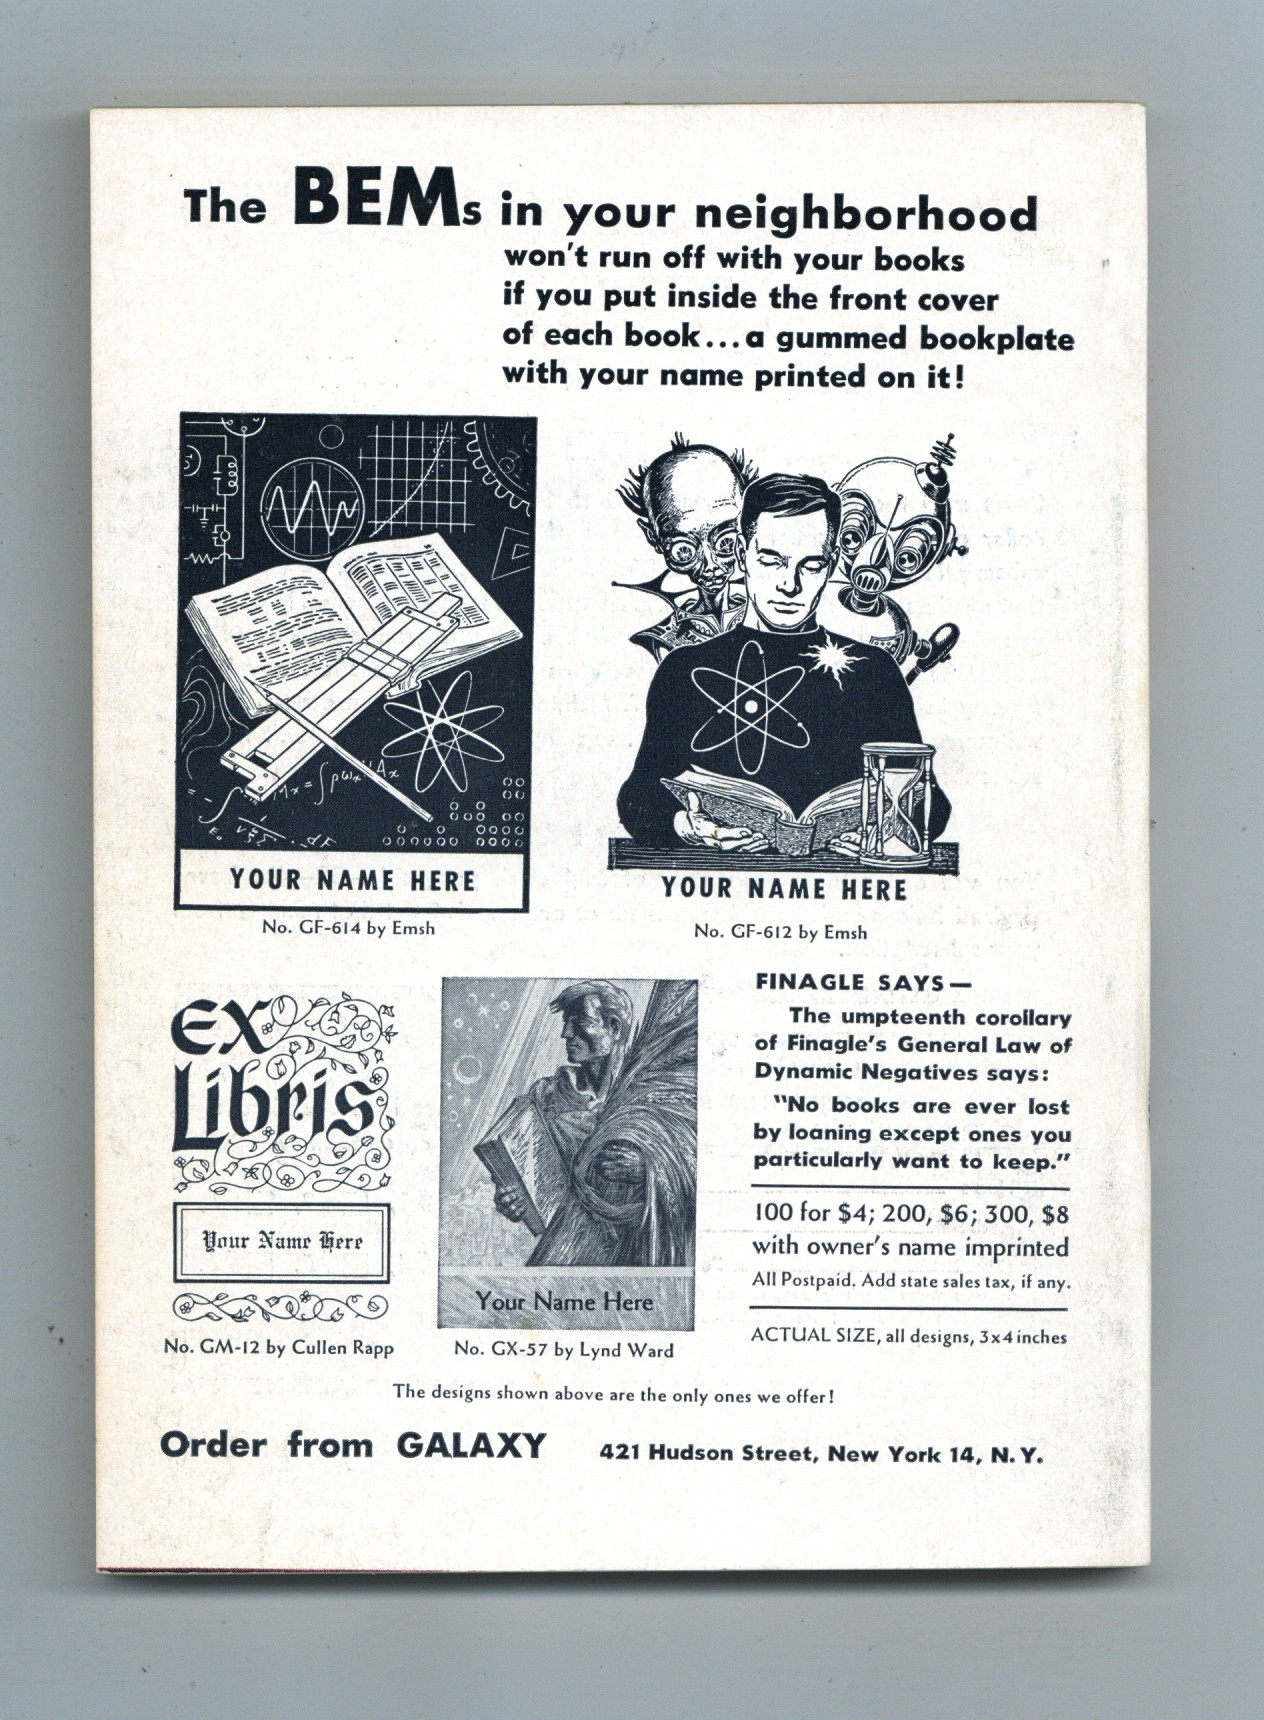 The BEMs in your neighborhood
won't run off with your books
if you put inside the front cover
of each book...a gummed bookplate
with your name printed on it!
YOUR NAME HERE
No. GF-614 by Emsh
YOUR NAME HERE
No. GF-612 by Emsh
Ex
Libris
Your Name Here
No. GM-12 by Cullen Rapp
Your Name Here
No. GX-57 by Lynd Ward
FINAGLE SAYS—
The umpteenth corollary
of Finagle's General Law of
Dynamic Negatives says:
"No books are ever lost
by loaning except ones you
particularly want to keep."
100 for $4; 200, $6; 300, $8
with owner's name imprinted
All Postpaid. Add state sales tax, if any.
ACTUAL SIZE, all designs, 3x4 inches
The designs shown above are the only ones we offer!
Order from GALAXY 421 Hudson Street, New York 14, N.Y.